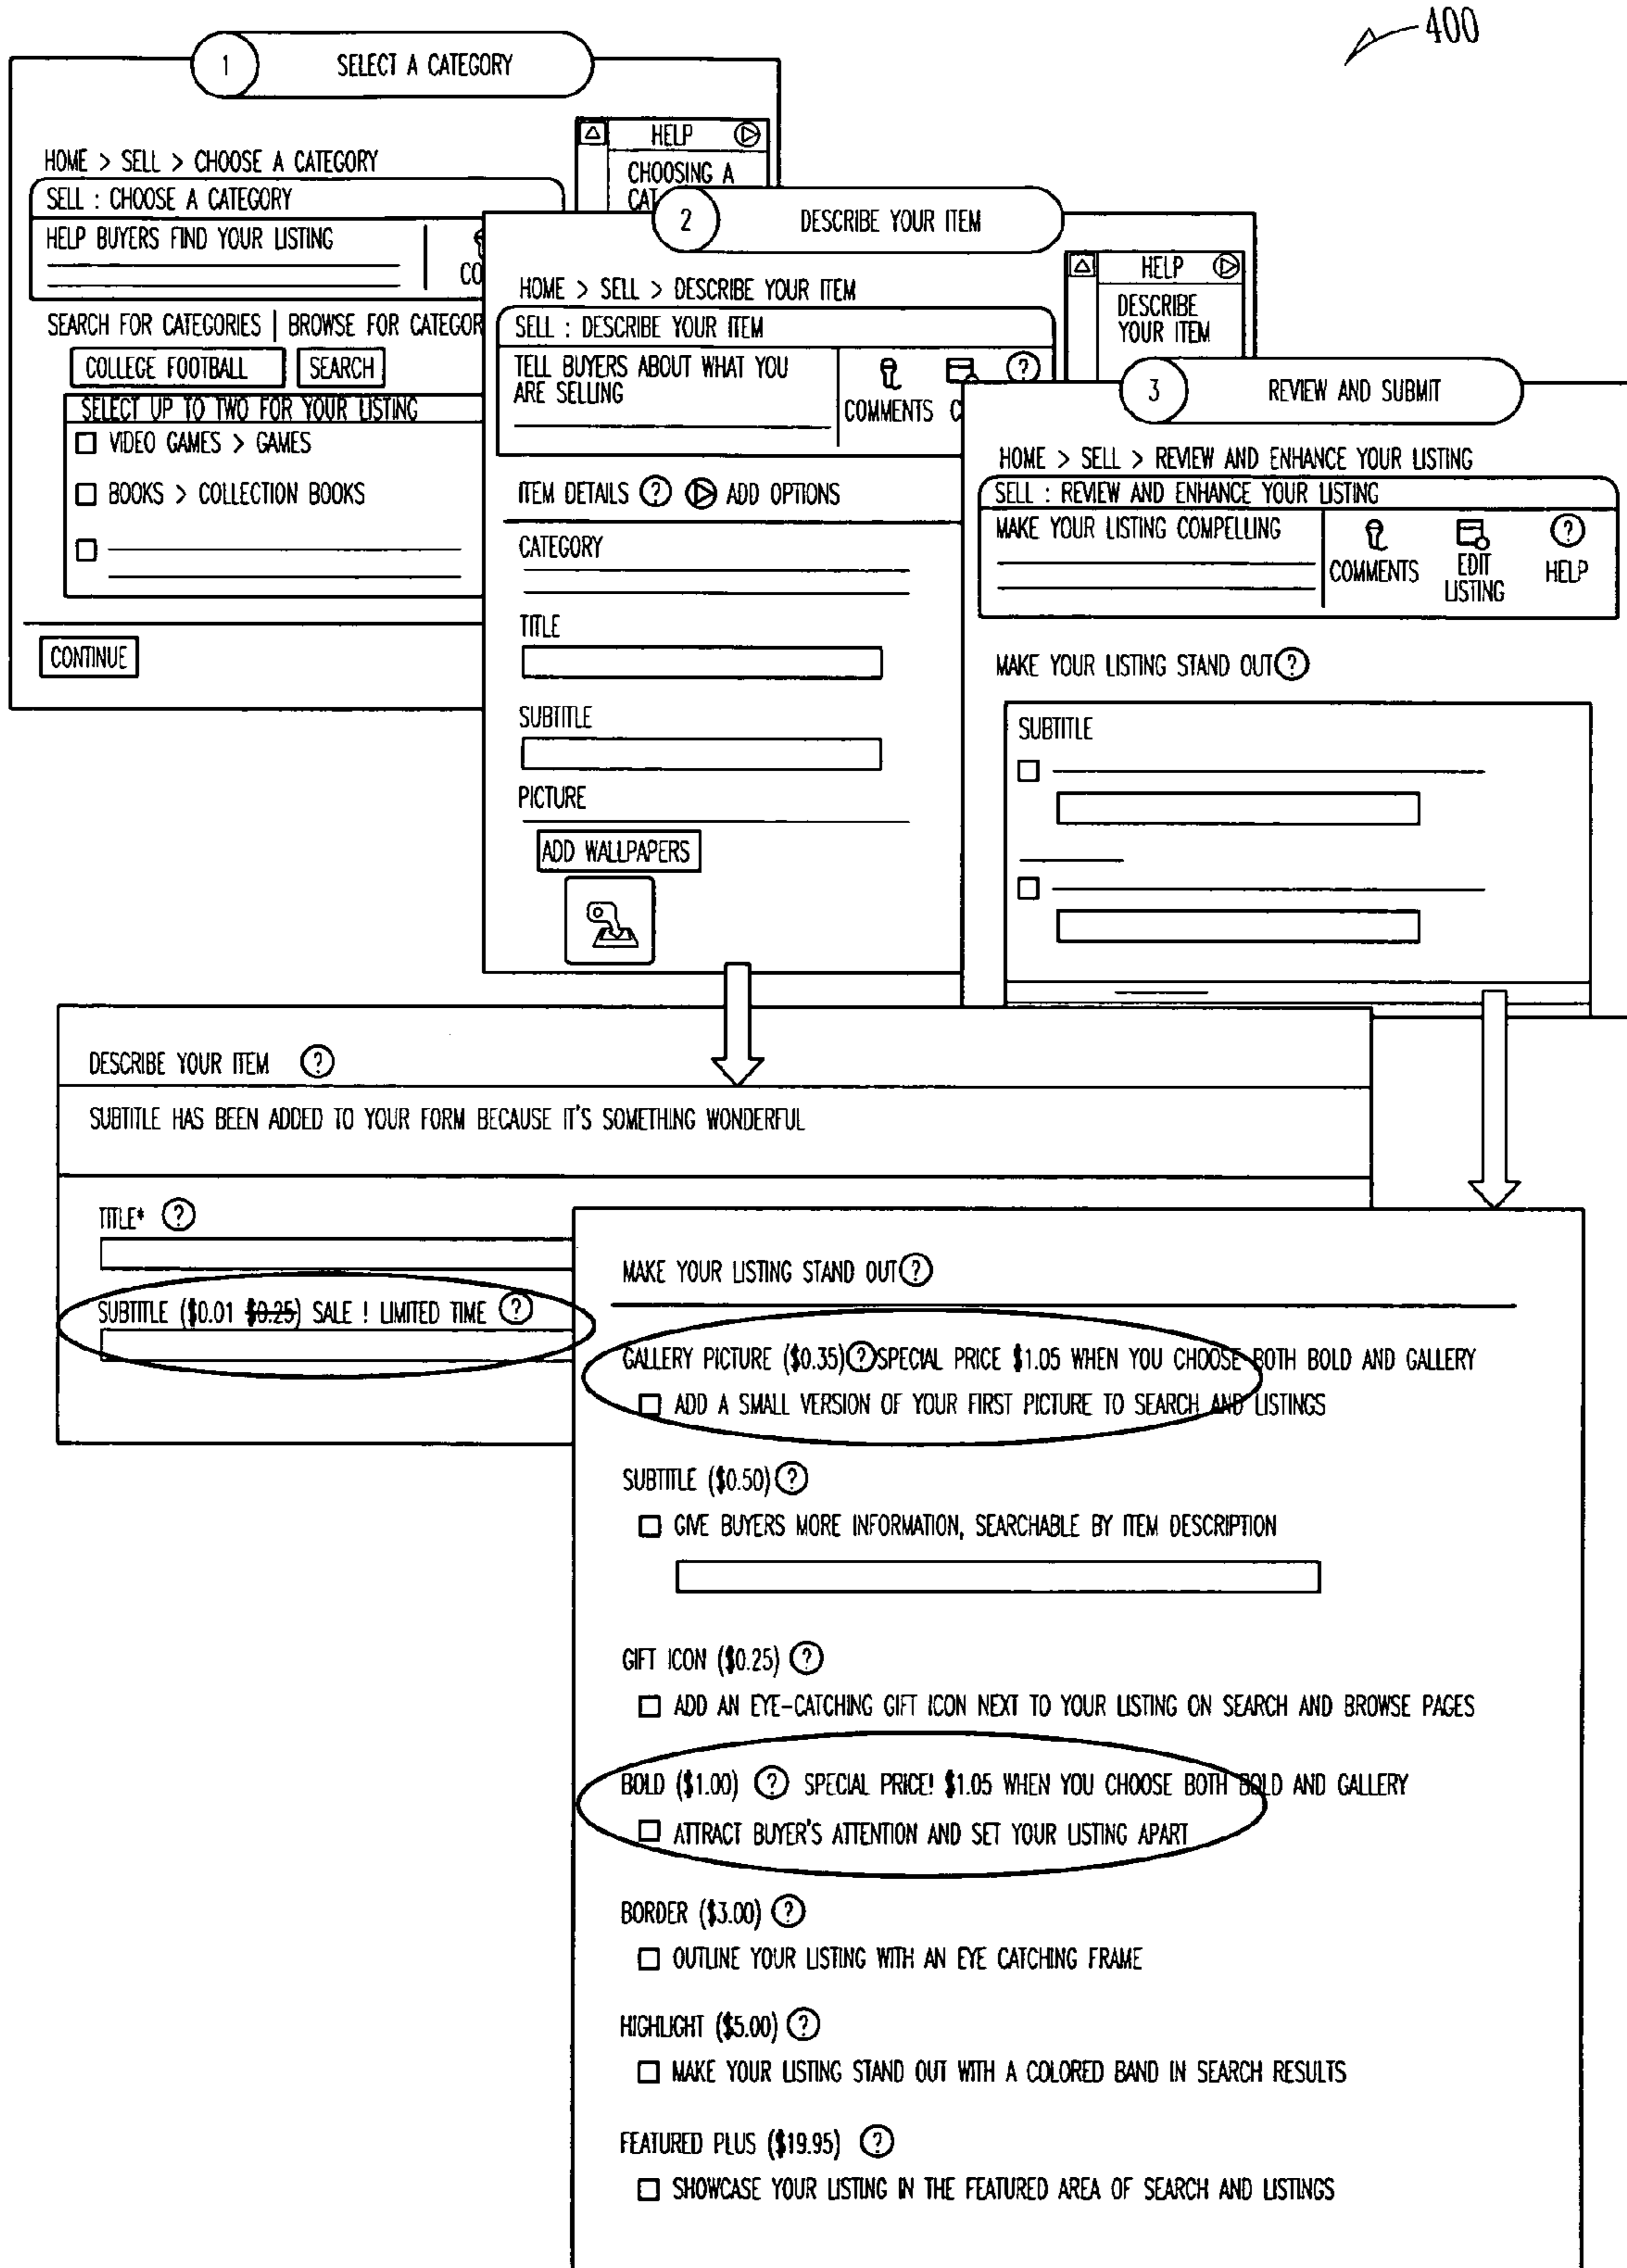 400
1 SELECT A CATEGORY
HOME > SELL > CHOOSE A CATEGORY
SELL : CHOOSE A CATEGORY
HELP BUYERS FIND YOUR LISTING
CO
HELP
CHOOSING A
CAT
SEARCH FOR CATEGORIES | BROWSE FOR CATEGOR
COLLEGE FOOTBALL
SEARCH
SELECT UP TO TWO FOR YOUR LISTING
VIDEO GAMES > GAMES
BOOKS > COLLECTION BOOKS
CONTINUE
2 DESCRIBE YOUR ITEM
HOME > SELL > DESCRIBE YOUR ITEM
SELL : DESCRIBE YOUR ITEM
TELL BUYERS ABOUT WHAT YOU
ARE SELLING
?
COMMENTS C
HELP
DESCRIBE
YOUR ITEM
ITEM DETAILS ? ADD OPTIONS
CATEGORY
TITLE
SUBTITLE
PICTURE
ADD WALLPAPERS
3 REVIEW AND SUBMIT
HOME > SELL > REVIEW AND ENHANCE YOUR LISTING
SELL : REVIEW AND ENHANCE YOUR LISTING
MAKE YOUR LISTING COMPELLING
COMMENTS
EDIT
LISTING
?
HELP
MAKE YOUR LISTING STAND OUT ?
SUBTITLE
DESCRIBE YOUR ITEM ?
SUBTITLE HAS BEEN ADDED TO YOUR FORM BECAUSE IT'S SOMETHING WONDERFUL
TITLE* ?
SUBTITLE ($0.01 $0.25) SALE ! LIMITED TIME ?
MAKE YOUR LISTING STAND OUT ?
GALLERY PICTURE ($0.35) ? SPECIAL PRICE $1.05 WHEN YOU CHOOSE BOTH BOLD AND GALLERY
ADD A SMALL VERSION OF YOUR FIRST PICTURE TO SEARCH AND LISTINGS
SUBTITLE ($0.50) ?
GIVE BUYERS MORE INFORMATION, SEARCHABLE BY ITEM DESCRIPTION
GIFT ICON ($0.25) ?
ADD AN EYE-CATCHING GIFT ICON NEXT TO YOUR LISTING ON SEARCH AND BROWSE PAGES
BOLD ($1.00) ? SPECIAL PRICE! $1.05 WHEN YOU CHOOSE BOTH BOLD AND GALLERY
ATTRACT BUYER'S ATTENTION AND SET YOUR LISTING APART
BORDER ($3.00) ?
OUTLINE YOUR LISTING WITH AN EYE CATCHING FRAME
HIGHLIGHT ($5.00) ?
MAKE YOUR LISTING STAND OUT WITH A COLORED BAND IN SEARCH RESULTS
FEATURED PLUS ($19.95) ?
SHOWCASE YOUR LISTING IN THE FEATURED AREA OF SEARCH AND LISTINGS